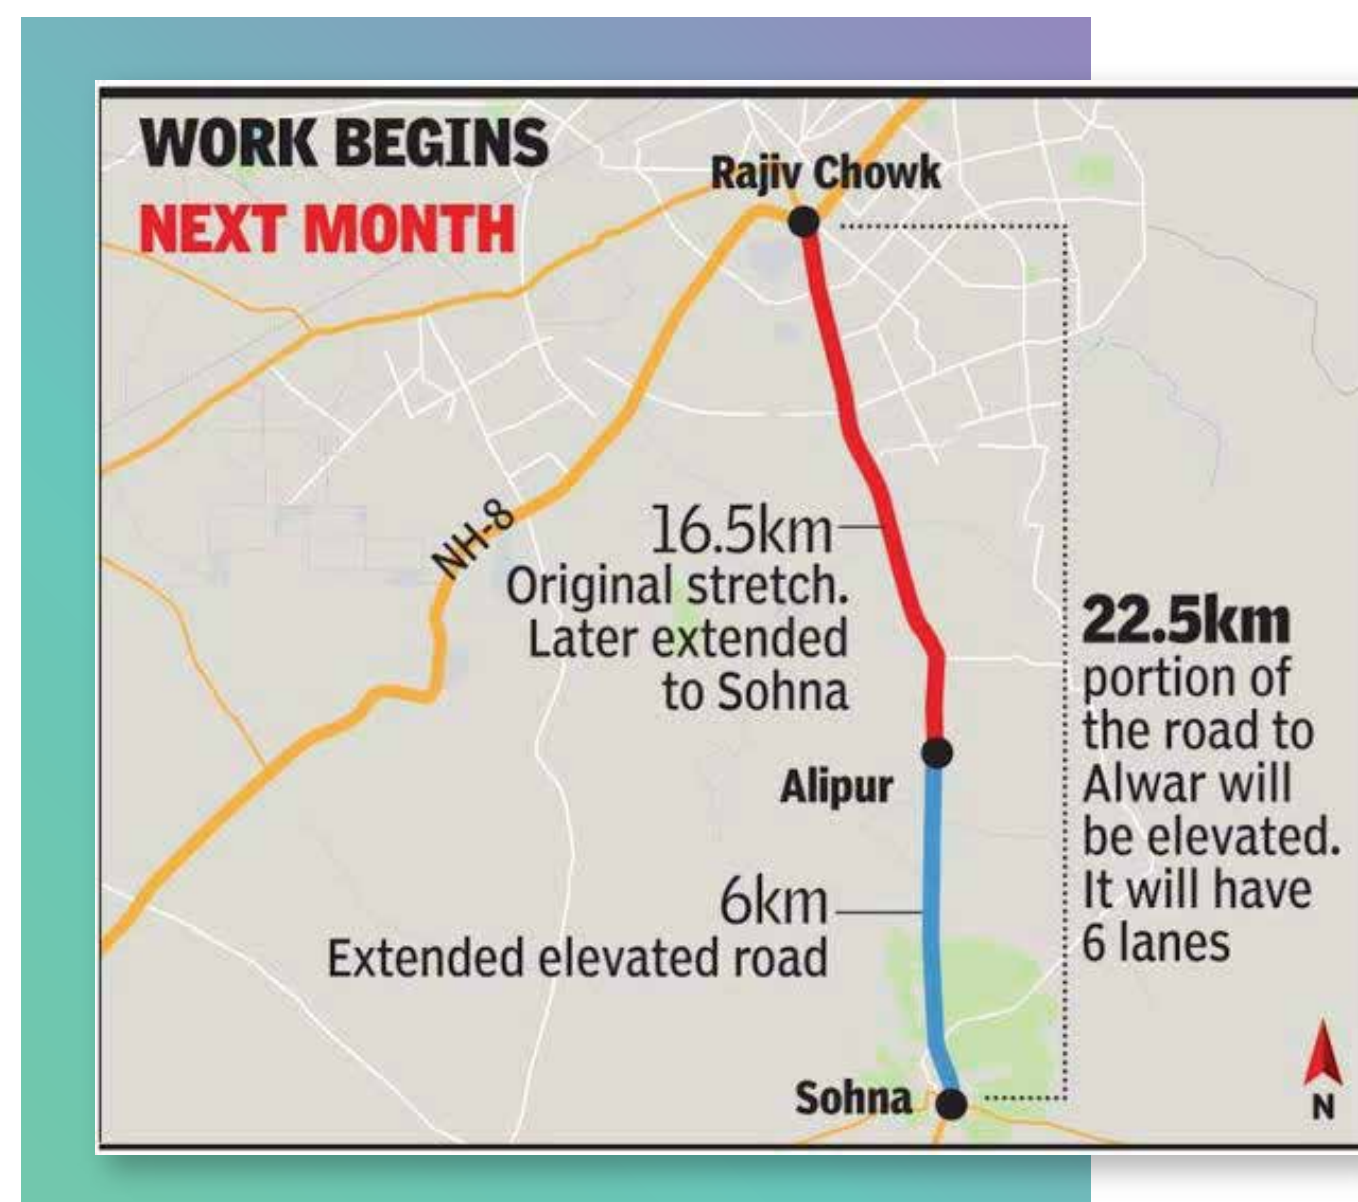 WORK BEGINS
NEXT MONTH
Rajiv Chowk
NH-8
16.5km
Original stretch.
Later extended
to Sohna
22.5km
portion of
the road to
Alwar will
be elevated.
It will have
6 lanes
Alipur
6km
Extended elevated road
Sohna
N